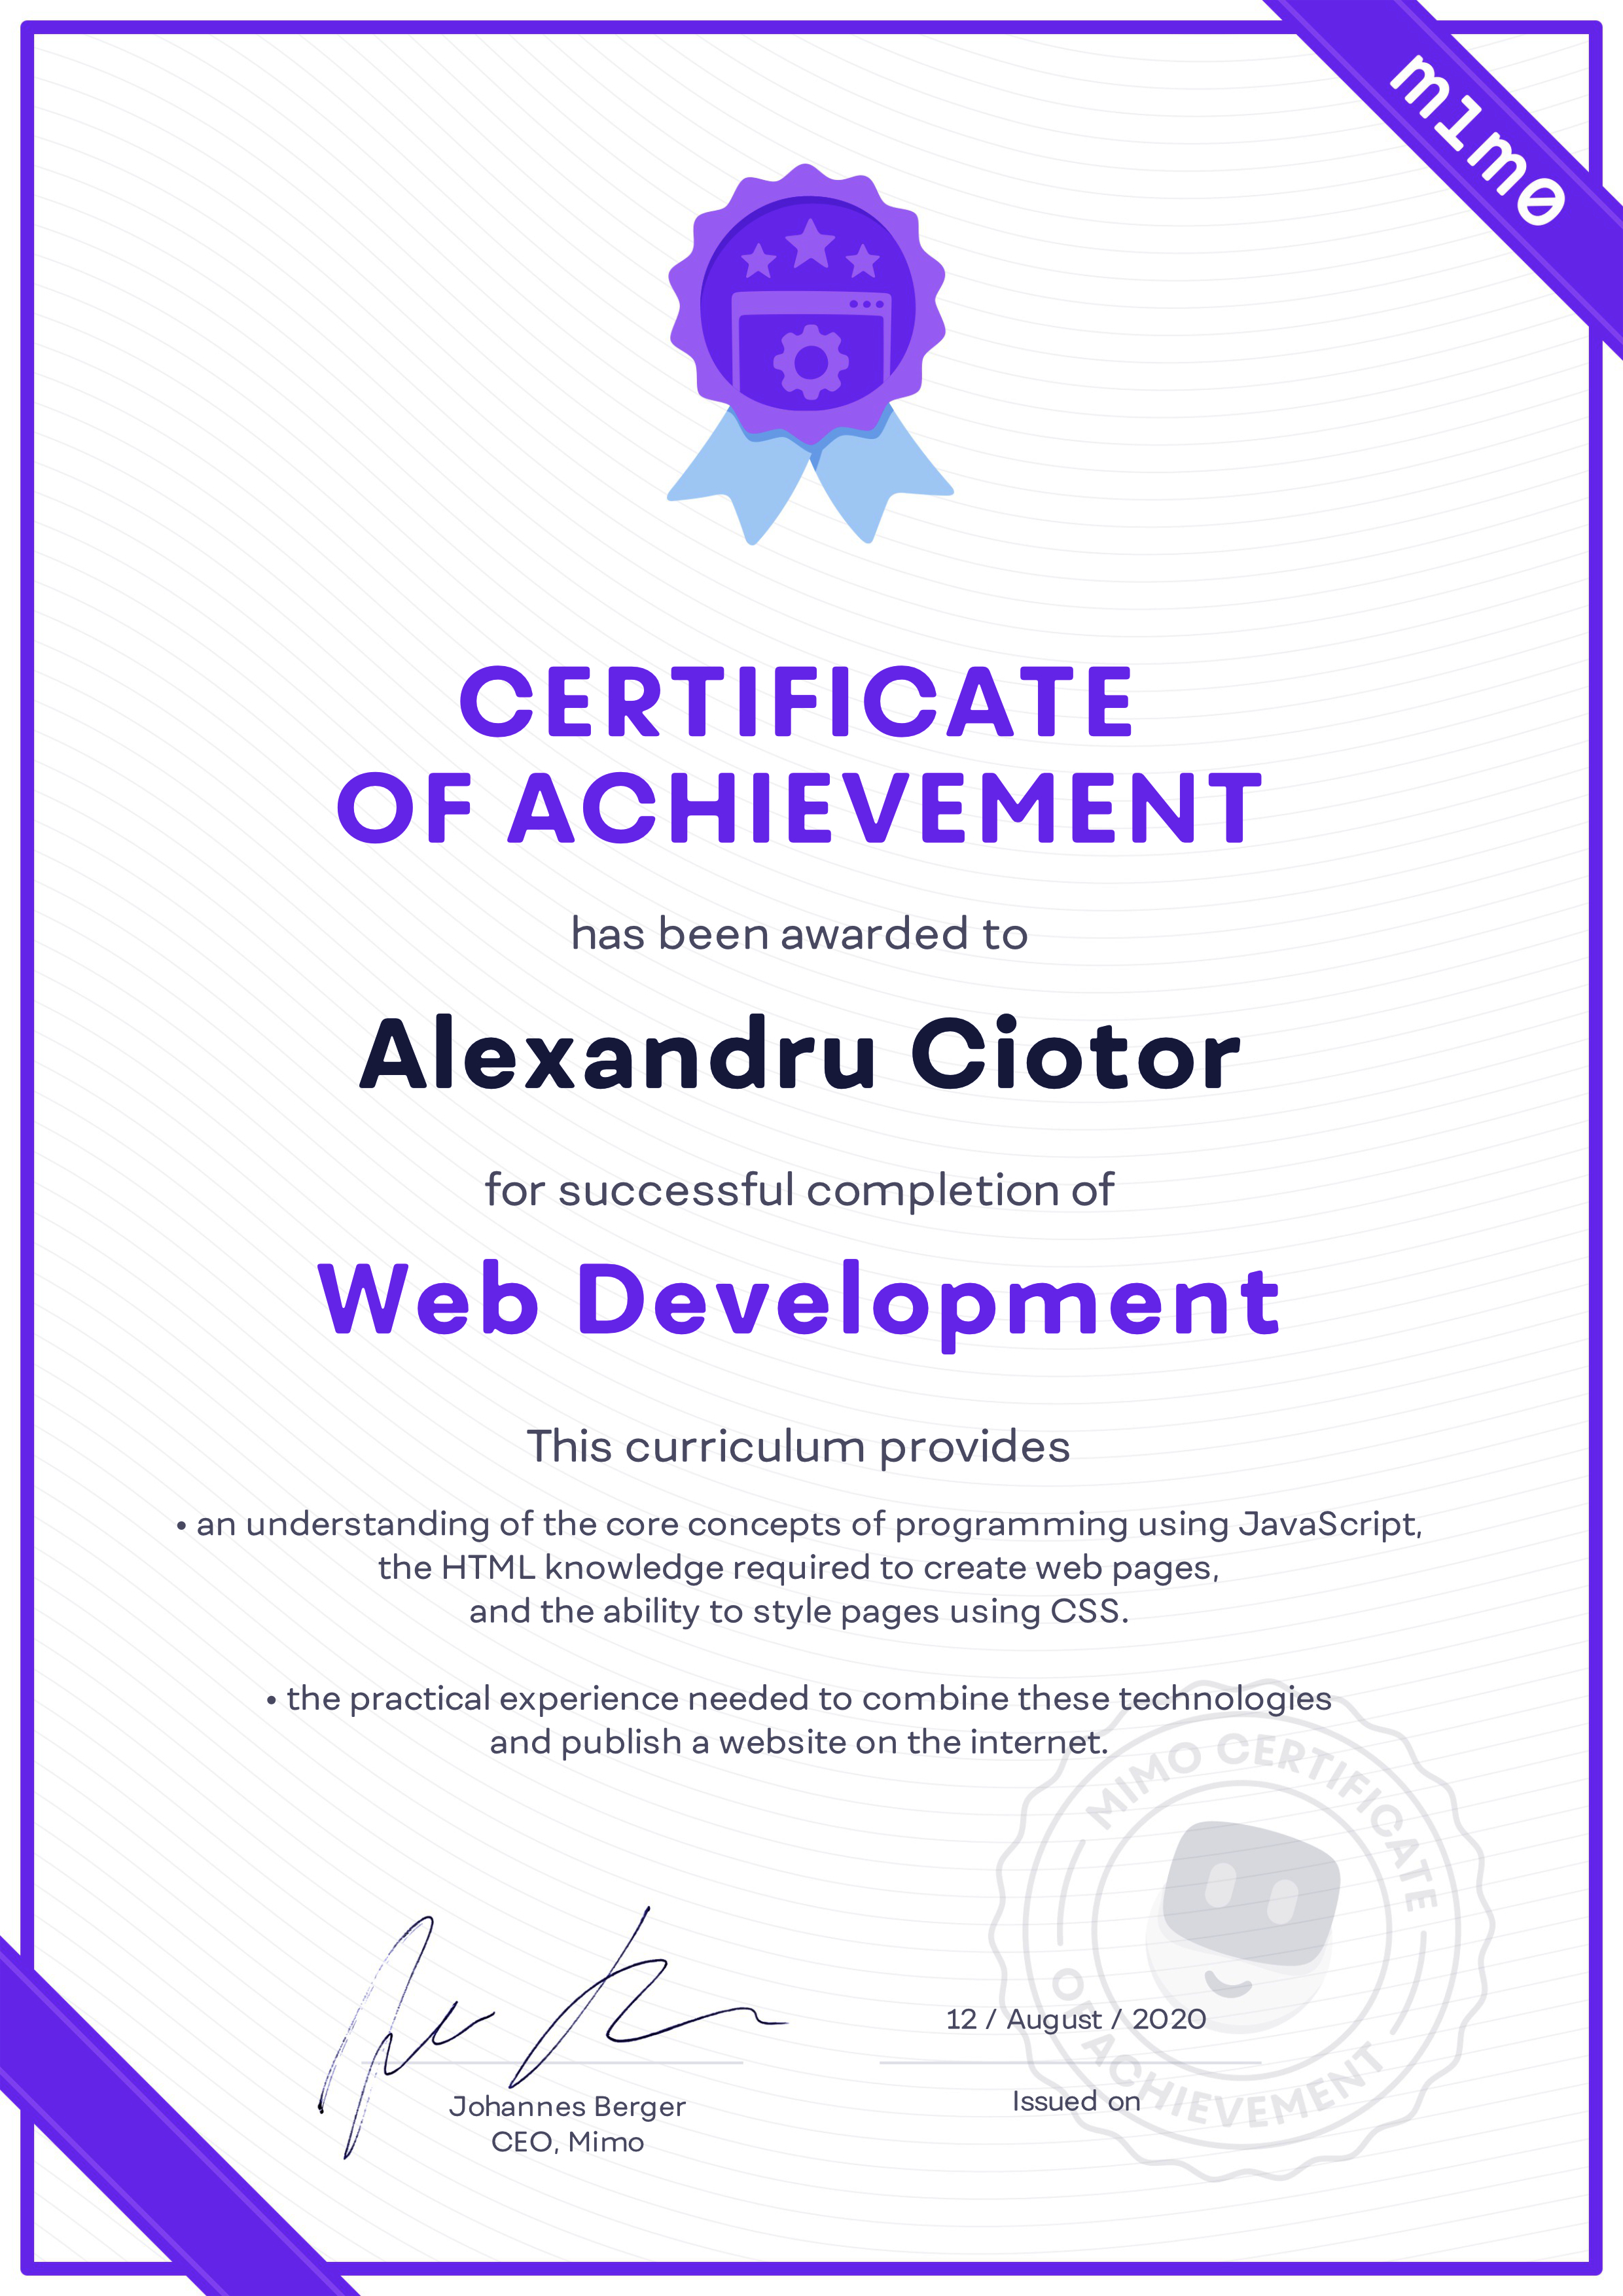 m1m0
CERTIFICATE
OF ACHIEVEMENT
has been awarded to
Alexandru Ciotor
for successful completion of
Web Development
This curriculum provides
• an understanding of the core concepts of programming using JavaScript,
the HTML knowledge required to create web pages,
and the ability to style pages using CSS.
• the practical experience needed to combine these technologies
and publish a website on the internet.
MIMO CERTIFICATE
OF ACHIEVEMENT
12 / August / 2020
Johannes Berger
CEO, Mimo
Issued on